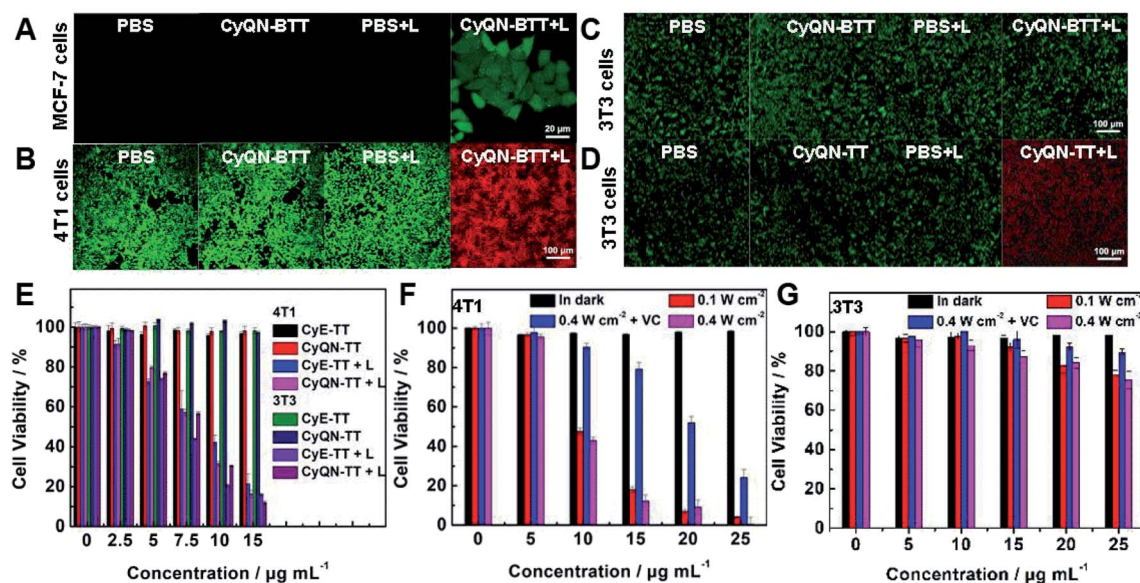 A
PBS
CyQN-BTT
PBS+L
CyQN-BTT+L
MCF-7 cells
20 µm
B
PBS
CyQN-BTT
PBS+L
CyQN-BTT+L
4T1 cells
100 µm
C
PBS
CyQN-BTT
PBS+L
CyQN-BTT+L
3T3 cells
100 µm
D
PBS
CyQN-TT
PBS+L
CyQN-TT+L
3T3 cells
100 µm
E
Cell Viability / %
100
80
60
40
20
0
4T1
CyE-TT
CyQN-TT
CyE-TT + L
CyQN-TT + L
3T3
CyE-TT
CyQN-TT
CyE-TT + L
CyQN-TT + L
0 2.5 5 7.5 10 15
Concentration / µg mL⁻¹
F
4T1
In dark 0.1 W cm⁻²
0.4 W cm⁻² + VC 0.4 W cm⁻²
Cell Viability / %
100
80
60
40
20
0
0 5 10 15 20 25
Concentration / µg mL⁻¹
G
3T3
In dark 0.1 W cm⁻²
0.4 W cm⁻² + VC 0.4 W cm⁻²
Cell Viability / %
100
80
60
40
20
0
0 5 10 15 20 25
Concentration / µg mL⁻¹